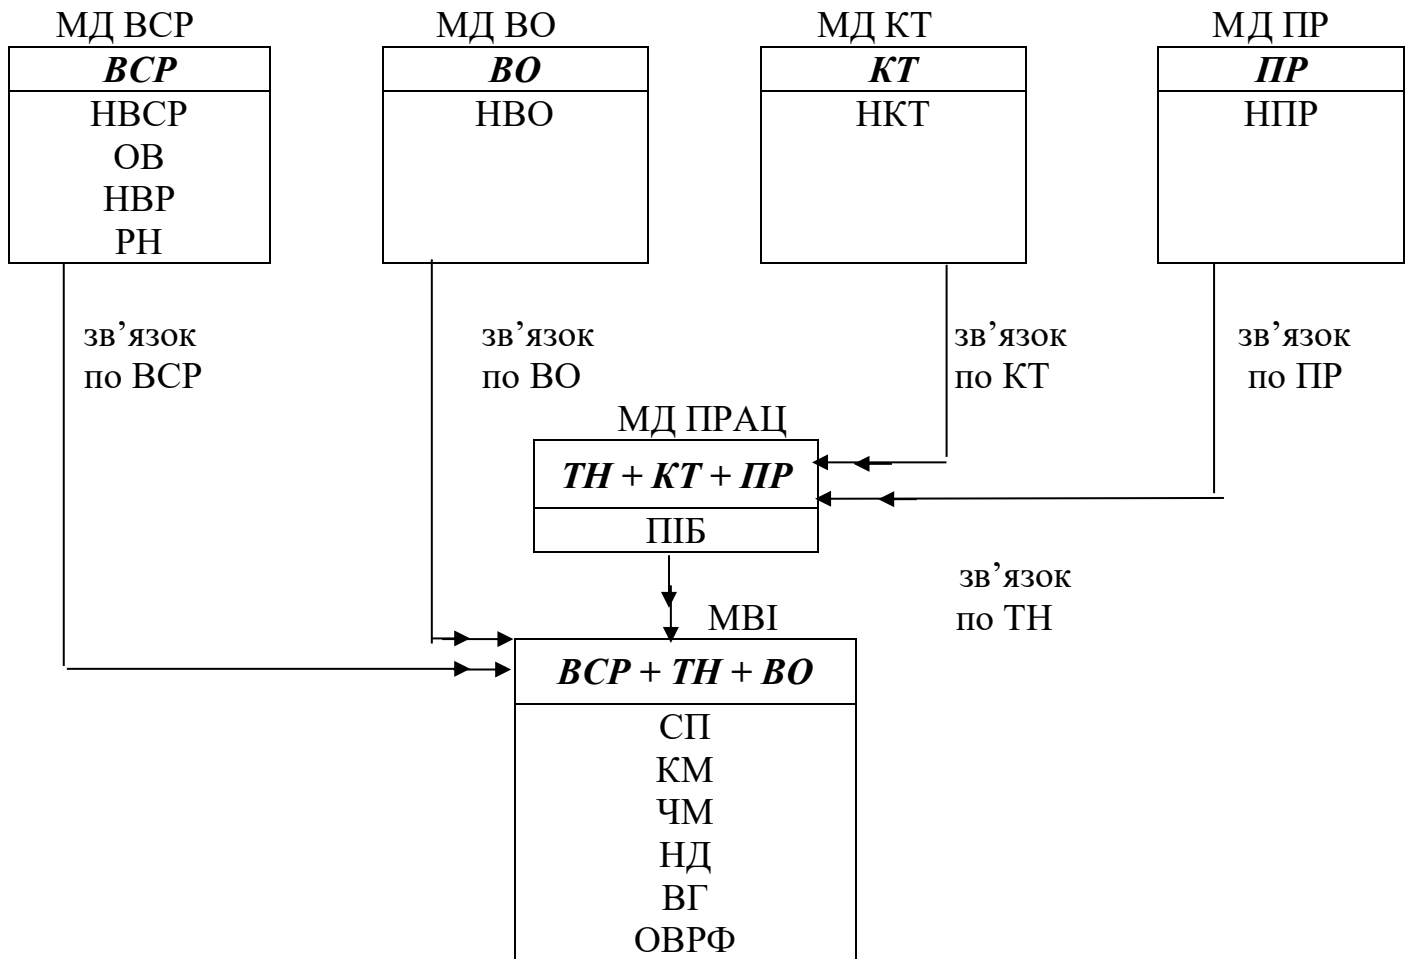 МД ВСР
МД ВО
МД КТ
МД ПР
ВСР
НВСР
ОВ
НВР
РН
ВО
НВО
КТ
НКТ
ПР
НПР
зв’язок
по ВСР
зв’язок
по ВО
зв’язок
по КТ
зв’язок
по ПР
МД ПРАЦ
ТН + КТ + ПР
ПІБ
зв’язок
по ТН
МВІ
ВСР + ТН + ВО
СП
КМ
ЧМ
НД
ВГ
ОВРФ